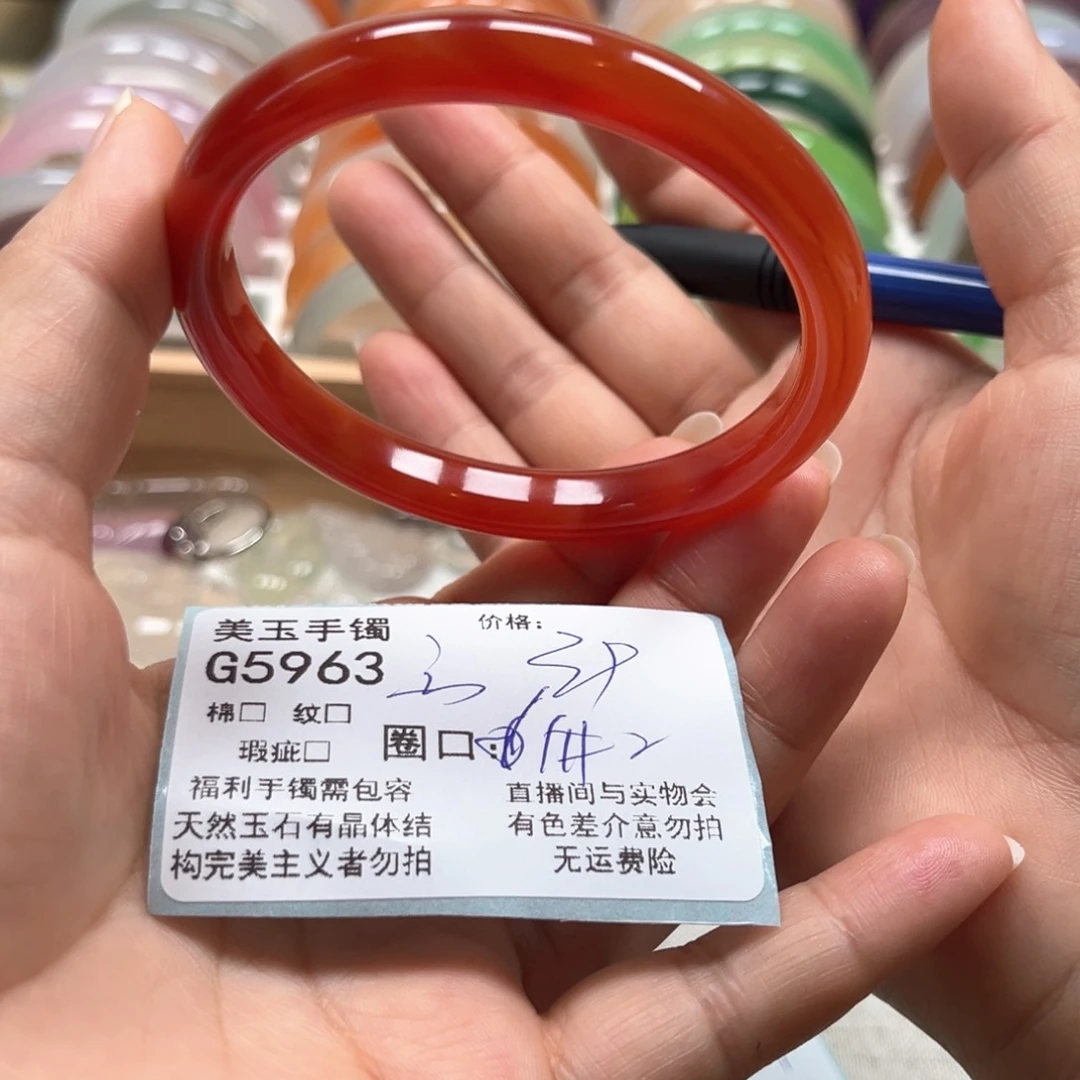 美玉手镯 价格:
G5963
棉□ 纹□
瑕疵□ 圈口:
福利手镯需包容
天然玉石有晶体结
构完美主义者勿拍
直播间与实物会
有色差介意勿拍
无运费险